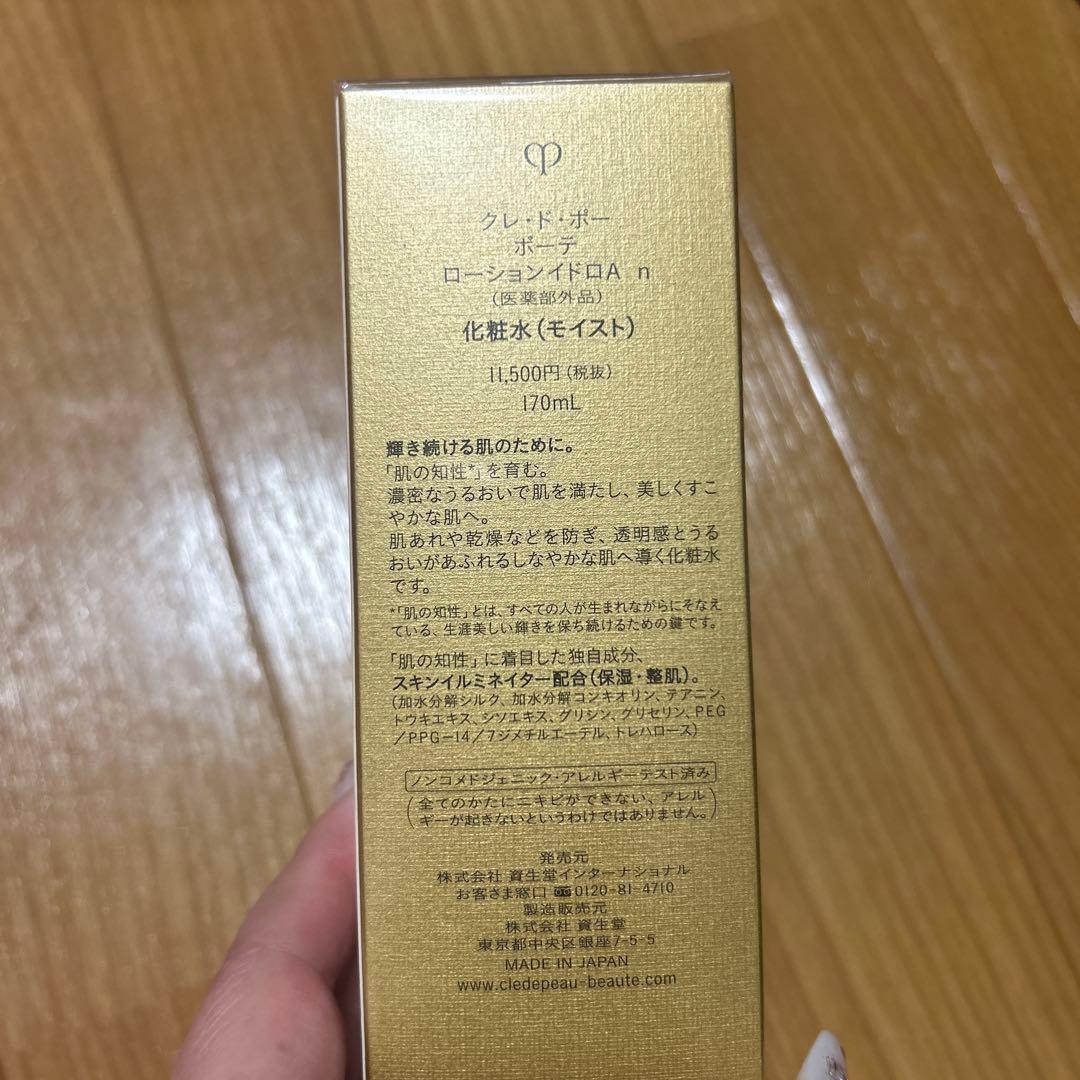 クレ・ド・ポー
ボーテ
ローションイドロA n
(医薬部外品)
化粧水(モイスト)
11,500円(税抜)
170mL
輝き続ける肌のために。
「肌の知性*」を育む。
濃密なうるおいで肌を満たし、美しくすこ
やかな肌へ。
肌あれや乾燥などを防ぎ、透明感とうる
おいがあふれるしなやかな肌へ導く化粧水
です。
*「肌の知性」とは、すべての人が生まれながらにそなえ
ている、生涯美しい輝きを保ち続けるための鍵です。
「肌の知性」に着目した独自成分、
スキンイルミネイター配合(保湿・整肌)。
(加水分解シルク、加水分解コンキオリン、テアニン、
トウキエキス、シソエキス、グリシン、グリセリン、PEG
/PPG-14/7ジメチルエーテル、トレハロース)
ノンコメドジェニック・アレルギーテスト済み
(全てのかたにニキビができない、アレル
ギーが起きないというわけではありません。)
発売元
株式会社 資生堂インターナショナル
お客さま窓口 0120-81-4710
製造販売元
株式会社 資生堂
東京都中央区銀座7-5-5
MADE IN JAPAN
www.cledepeau-beaute.com